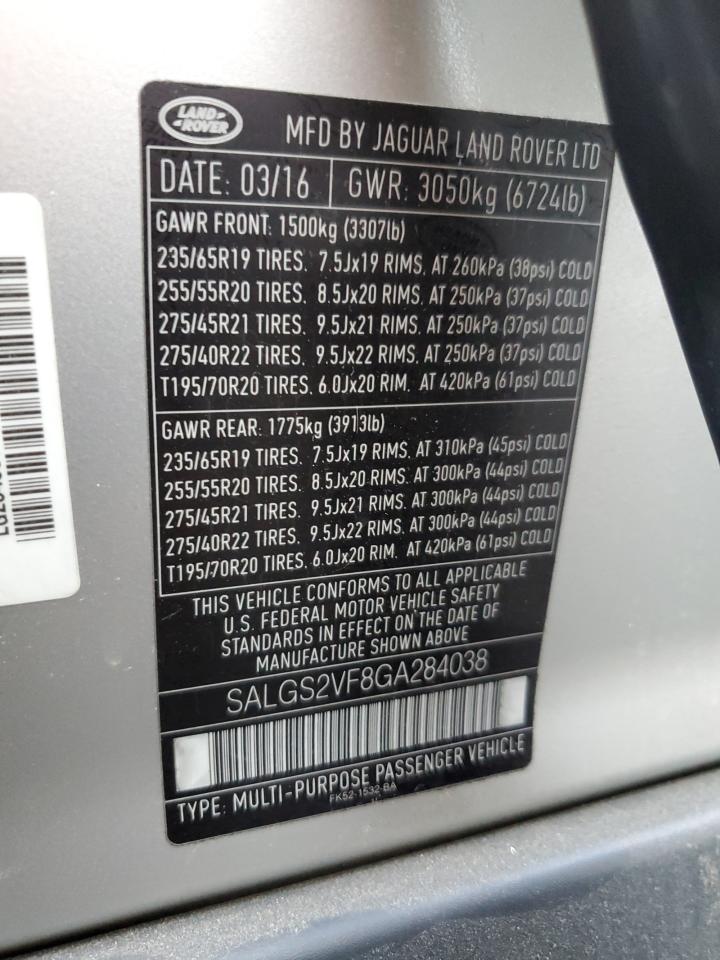 LAND ROVER
MFD BY JAGUAR LAND ROVER LTD
DATE: 03/16 GWR: 3050kg (6724lb)
GAWR FRONT: 1500kg (3307lb)
235/65R19 TIRES, 7.5Jx19 RIMS, AT 260kPa (38psi) COLD
255/55R20 TIRES, 8.5Jx20 RIMS, AT 250kPa (37psi) COLD
275/45R21 TIRES, 9.5Jx21 RIMS, AT 250kPa (37psi) COLD
275/40R22 TIRES, 9.5Jx22 RIMS, AT 250kPa (37psi) COLD
T195/70R20 TIRES, 6.0Jx20 RIM, AT 420kPa (61psi) COLD
GAWR REAR: 1775kg (3913lb)
235/65R19 TIRES, 7.5Jx19 RIMS, AT 310kPa (45psi) COLD
255/55R20 TIRES, 8.5Jx20 RIMS, AT 300kPa (44psi) COLD
275/45R21 TIRES, 9.5Jx21 RIMS, AT 300kPa (44psi) COLD
275/40R22 TIRES, 9.5Jx22 RIMS, AT 300kPa (44psi) COLD
T195/70R20 TIRES, 6.0Jx20 RIM, AT 420kPa (61psi) COLD
THIS VEHICLE CONFORMS TO ALL APPLICABLE
U.S. FEDERAL MOTOR VEHICLE SAFETY
STANDARDS IN EFFECT ON THE DATE OF
MANUFACTURE SHOWN ABOVE
SALGS2VF8GA284038
TYPE: MULTI-PURPOSE PASSENGER VEHICLE
FK52-1532-BA